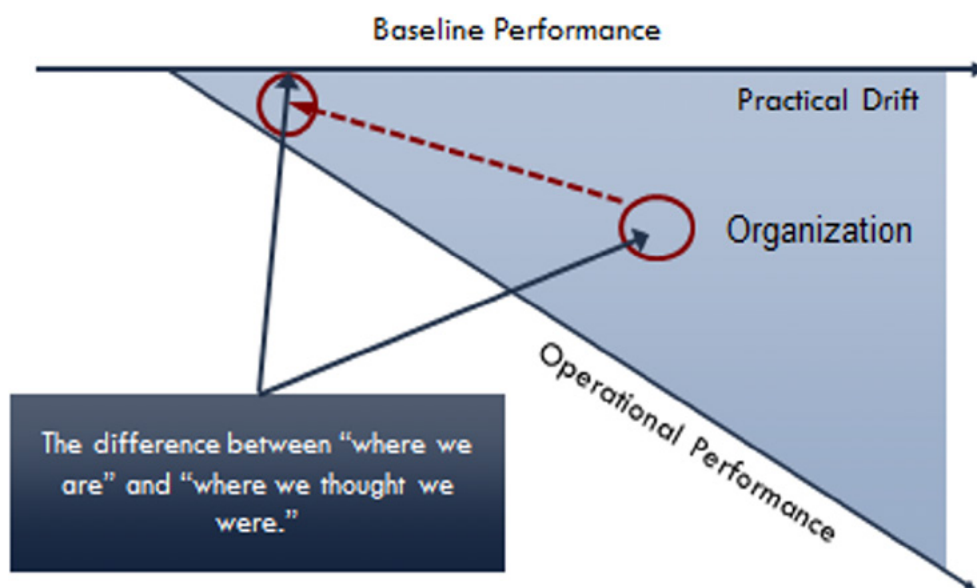 Baseline Performance
Practical Drift
Organization
Operational Performance
The difference between “where we
are” and “where we thought we
were.”